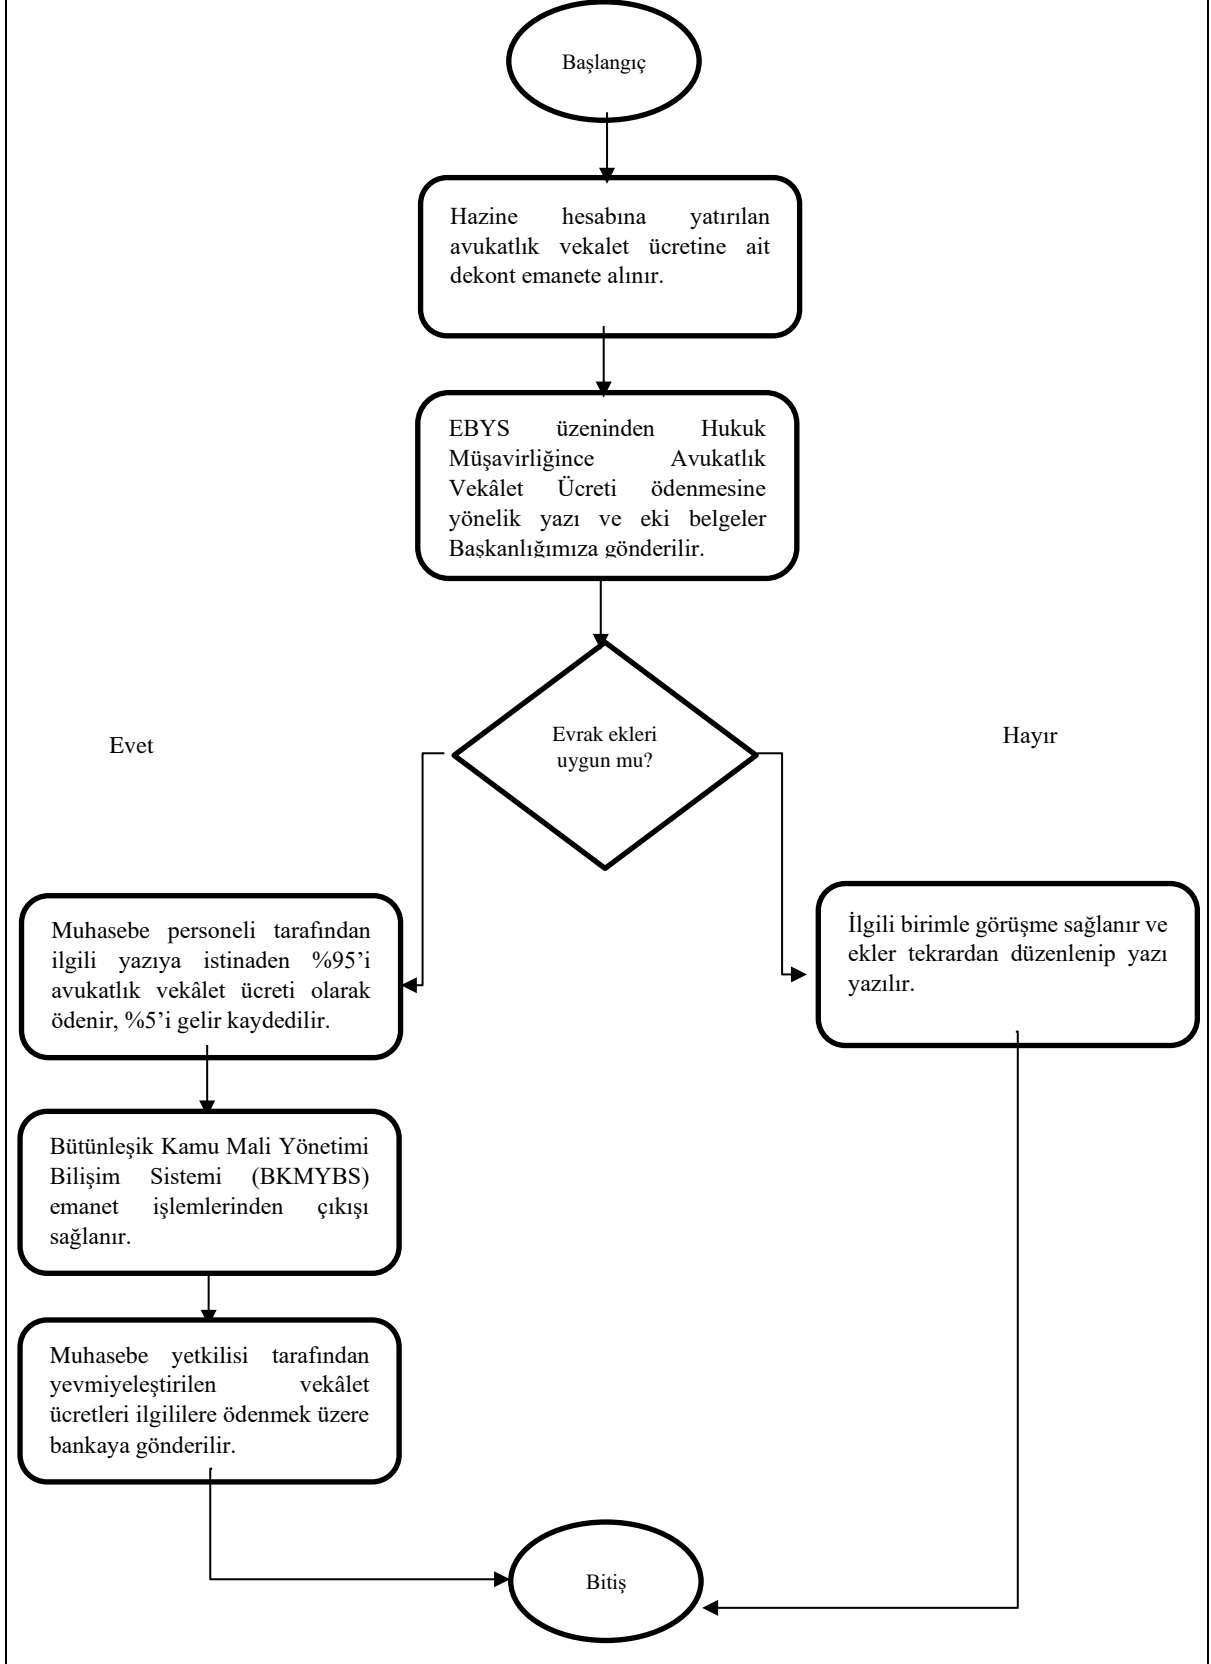 Başlangıç
Hazine hesabına yatırılan
avukatlık vekalet ücretine ait
dekont emanete alınır.
EBYS üzeninden Hukuk
Müşavirliğince Avukatlık
Vekâlet Ücreti ödenmesine
yönelik yazı ve eki belgeler
Başkanlığımıza gönderilir.
Evrak ekleri
uygun mu?
Evet
Hayır
Muhasebe personeli tarafından
ilgili yazıya istinaden %95’i
avukatlık vekâlet ücreti olarak
ödenir, %5’i gelir kaydedilir.
İlgili birimle görüşme sağlanır ve
ekler tekrardan düzenlenip yazı
yazılır.
Bütünleşik Kamu Mali Yönetimi
Bilişim Sistemi (BKMYBS)
emanet işlemlerinden çıkışı
sağlanır.
Muhasebe yetkilisi tarafından
yevmiyeleştirilen vekâlet
ücretleri ilgililere ödenmek üzere
bankaya gönderilir.
Bitiş